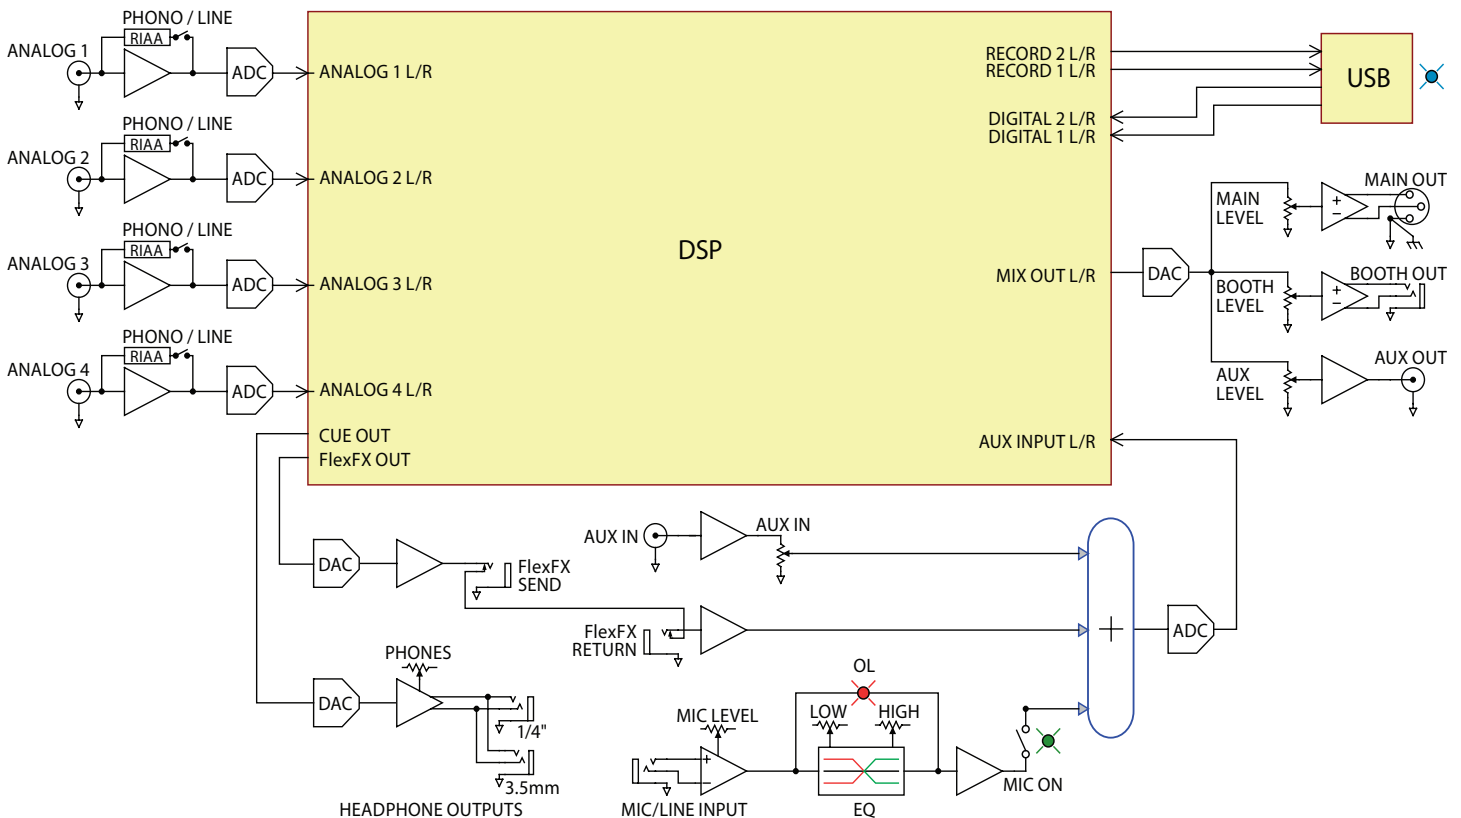 PHONO / LINE
RIAA
ANALOG 1
ADC
ANALOG 1 L/R
PHONO / LINE
RIAA
ANALOG 2
ADC
ANALOG 2 L/R
PHONO / LINE
RIAA
ANALOG 3
ADC
ANALOG 3 L/R
PHONO / LINE
RIAA
ANALOG 4
ADC
ANALOG 4 L/R
CUE OUT
FlexFX OUT
DSP
RECORD 2 L/R
RECORD 1 L/R
DIGITAL 2 L/R
DIGITAL 1 L/R
USB
MIX OUT L/R
DAC
MAIN
LEVEL
+
−
MAIN OUT
BOOTH
LEVEL
+
−
BOOTH OUT
AUX
LEVEL
AUX OUT
AUX INPUT L/R
DAC
FlexFX
SEND
AUX IN
AUX IN
FlexFX
RETURN
+
ADC
PHONES
DAC
1/4"
3.5mm
HEADPHONE OUTPUTS
MIC LEVEL
+
−
MIC/LINE INPUT
OL
LOW
HIGH
EQ
MIC ON